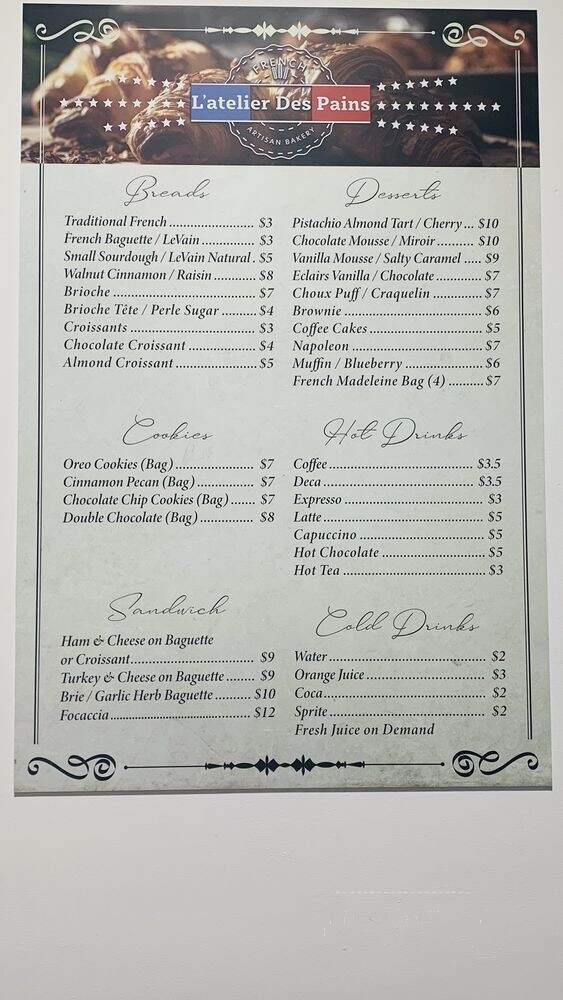 FRENCH
L'atelier Des Pains
ARTISAN BAKERY
Breads
Traditional French ........................ $3
French Baguette / LeVain ............... $3
Small Sourdough / LeVain Natural . $5
Walnut Cinnamon / Raisin ............ $8
Brioche ........................................ $7
Brioche Tête / Perle Sugar .......... $4
Croissants .................................... $3
Chocolate Croissant ................... $4
Almond Croissant ....................... $5
Desserts
Pistachio Almond Tart / Cherry ... $10
Chocolate Mousse / Miroir .......... $10
Vanilla Mousse / Salty Caramel ..... $9
Eclairs Vanilla / Chocolate ............. $7
Choux Puff / Craquelin ............... $7
Brownie ........................................ $6
Coffee Cakes ................................. $5
Napoleon ..................................... $7
Muffin / Blueberry ....................... $6
French Madeleine Bag (4) .......... $7
Cookies
Oreo Cookies (Bag) ...................... $7
Cinnamon Pecan (Bag) ................ $7
Chocolate Chip Cookies (Bag) ....... $7
Double Chocolate (Bag) ............... $8
Hot Drinks
Coffee ......................................... $3.5
Deca ........................................... $3.5
Expresso ....................................... $3
Latte ............................................. $5
Capuccino .................................... $5
Hot Chocolate .............................. $5
Hot Tea ........................................ $3
Sandwich
Ham & Cheese on Baguette
or Croissant ................................... $9
Turkey & Cheese on Baguette ........ $9
Brie / Garlic Herb Baguette .......... $10
Focaccia ........................................ $12
Cold Drinks
Water ............................................ $2
Orange Juice ................................. $3
Coca .............................................. $2
Sprite ............................................ $2
Fresh Juice on Demand